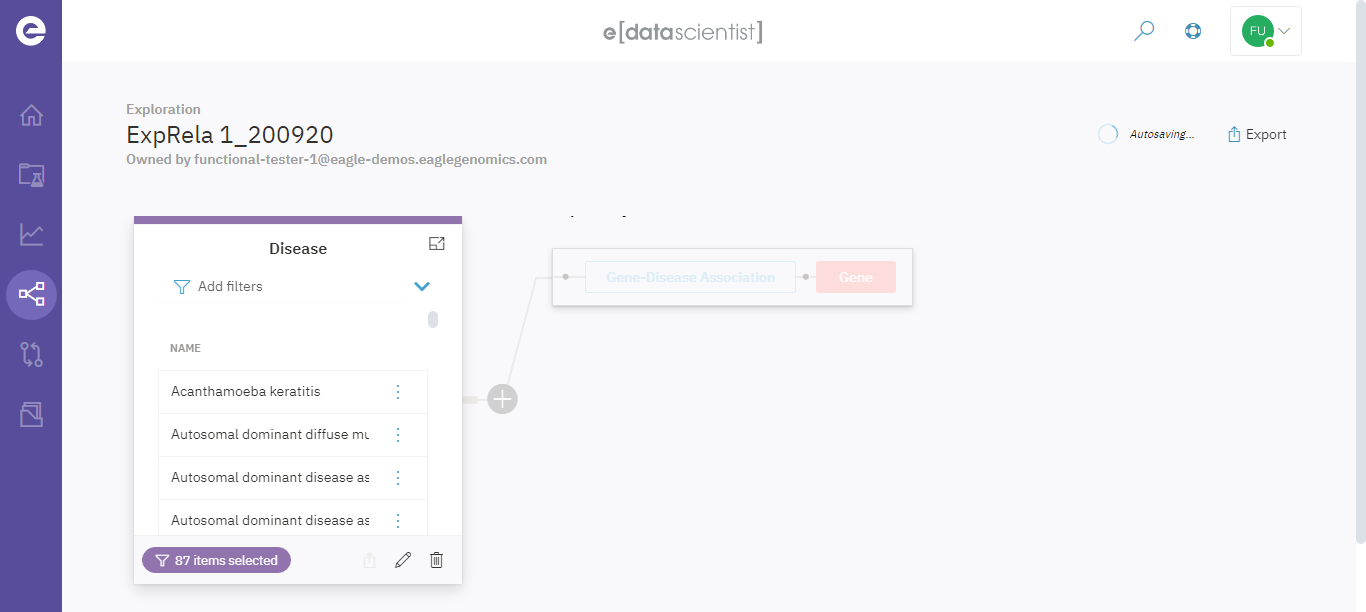 e[datascientist]
FU
Exploration
ExpRela 1_200920
Owned by functional-tester-1@eagle-demos.eaglegenomics.com
Autosaving...
Export
Disease
Add filters
NAME
Acanthamoeba keratitis
Autosomal dominant diffuse mu
Autosomal dominant disease as
Autosomal dominant disease as
87 items selected
Gene-Disease Association
Gene